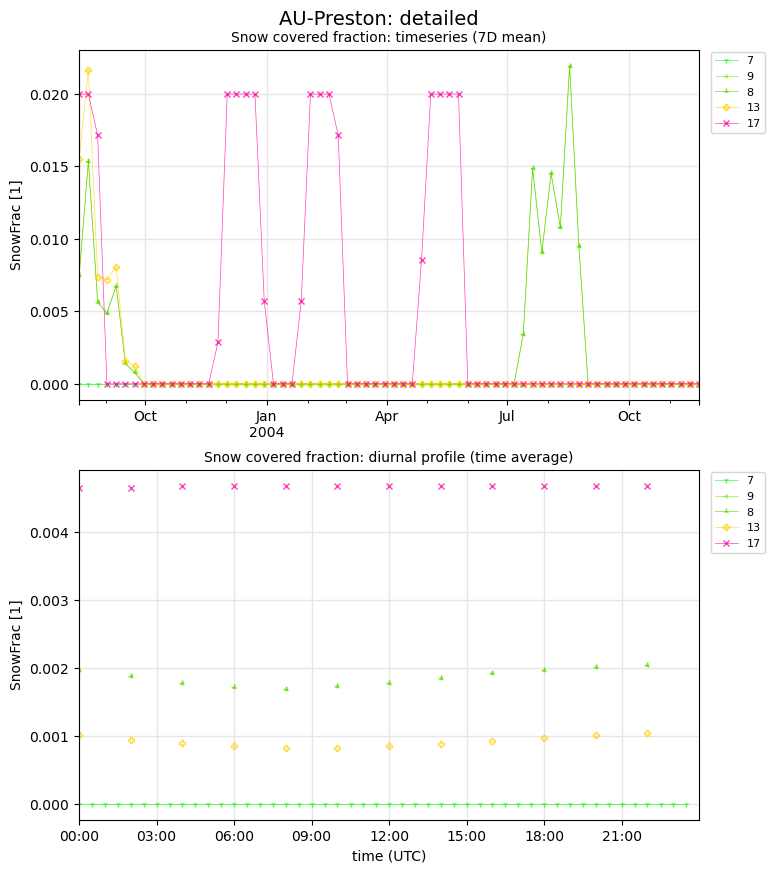 AU-Preston: detailed
Snow covered fraction: timeseries (7D mean)
SnowFrac [1]
0.020
0.015
0.010
0.005
0.000
Oct
Jan
2004
Apr
Jul
Oct
7
9
8
13
17
Snow covered fraction: diurnal profile (time average)
SnowFrac [1]
0.004
0.003
0.002
0.001
0.000
00:00
03:00
06:00
09:00
12:00
15:00
18:00
21:00
time (UTC)
7
9
8
13
17